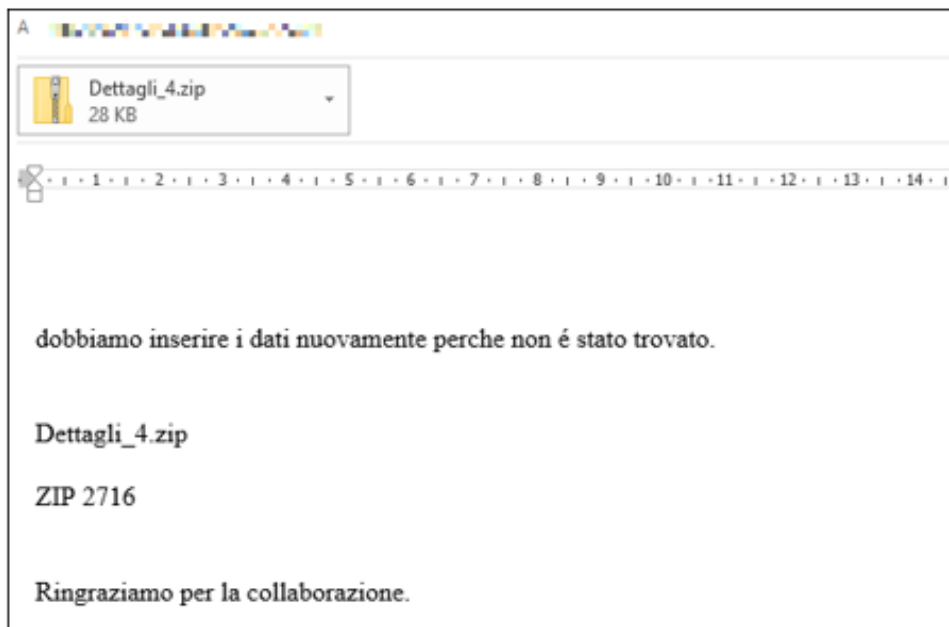 A
Dettagli_4.zip
28 KB
1 2 3 4 5 6 7 8 9 10 11 12 13 14
dobbiamo inserire i dati nuovamente perche non é stato trovato.
Dettagli_4.zip
ZIP 2716
Ringraziamo per la collaborazione.